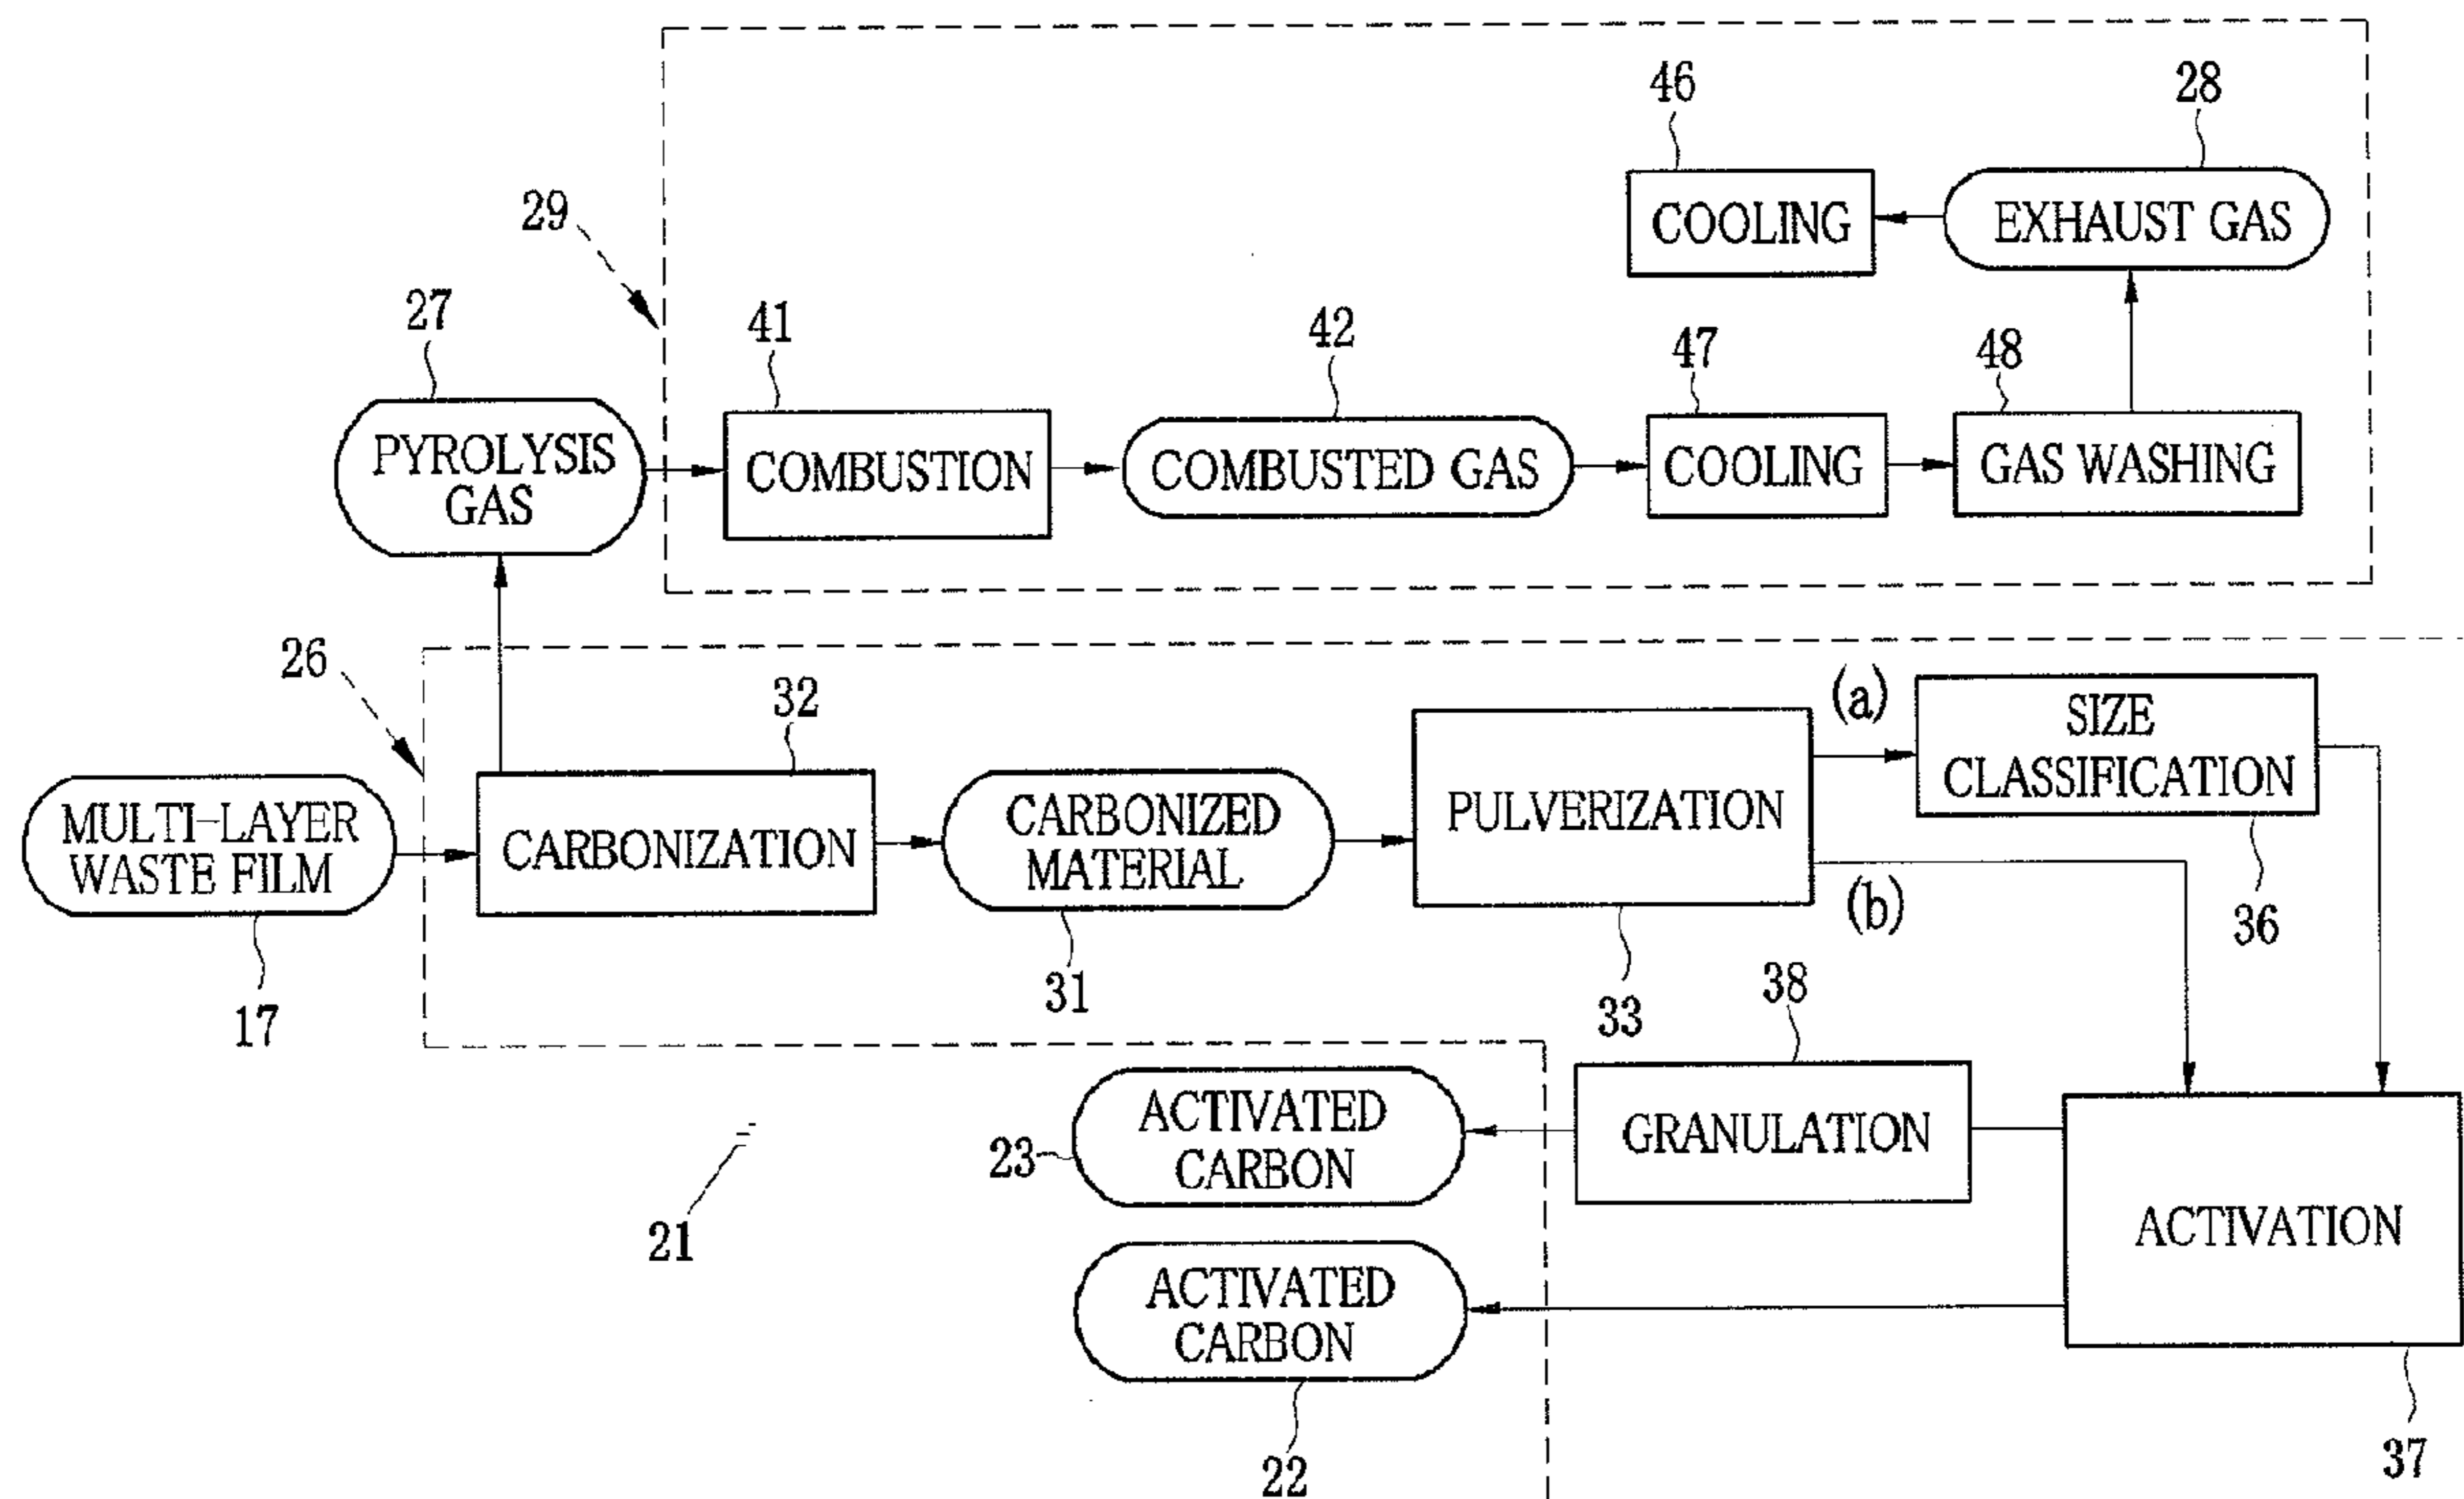 46
28
COOLING
EXHAUST GAS
29
27
41
42
47
48
PYROLYSIS
GAS
COMBUSTION
COMBUSTED GAS
COOLING
GAS WASHING
26
32
(a)
SIZE
CLASSIFICATION
MULTI-LAYER
WASTE FILM
CARBONIZATION
CARBONIZED
MATERIAL
PULVERIZATION
(b)
36
17
31
33
38
ACTIVATED
CARBON
23
GRANULATION
21
ACTIVATION
ACTIVATED
CARBON
22
37